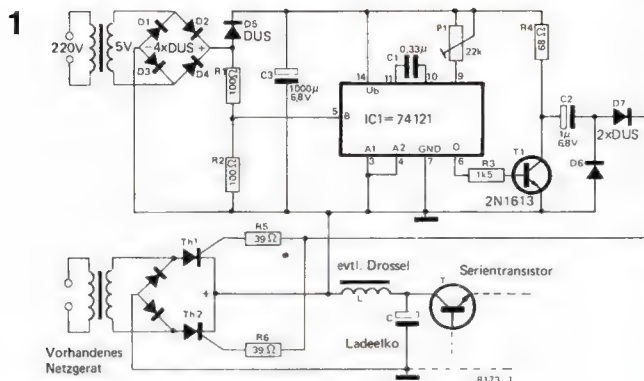 1
D1
D2
D5
DUS
220V
5V
– 4xDUS +
D3
D4
R1
100Ω
C3
1000µ
6,8V
R2
100Ω
5
B
14
Ub
C1
0,33µ
11
10
9
P1
22k
IC1 = 74121
A1
A2
GND
3
4
7
6
R3
1k5
R4
68Ω
T1
2N1613
C2
1µ
6,8V
D7
2xDUS
D6
R5
39Ω
Th1
+
Th2
R6
39Ω
evtl. Drossel
L
C
Ladeelko
T
Serientransistor
Vorhandenes
Netzgerät
8173 1